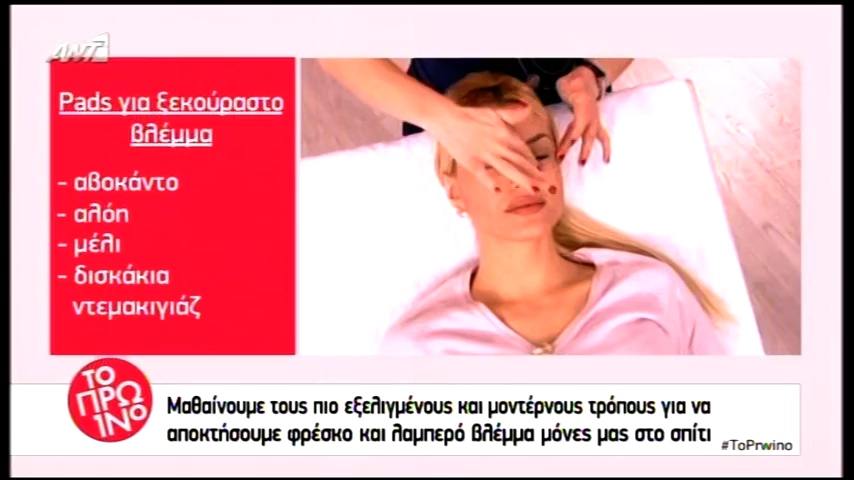 ANT1
Pads για ξεκούραστο
βλέμμα
- αβοκάντο
- αλόη
- μέλι
- δισκάκια
ντεμακιγιάζ
ΤΟ
ΠΡΩ
ΙΝΟ
Μαθαίνουμε τους πιο εξελιγμένους και μοντέρνους τρόπους για να
αποκτήσουμε φρέσκο και λαμπερό βλέμμα μόνες μας στο σπίτι
#ToPrwino